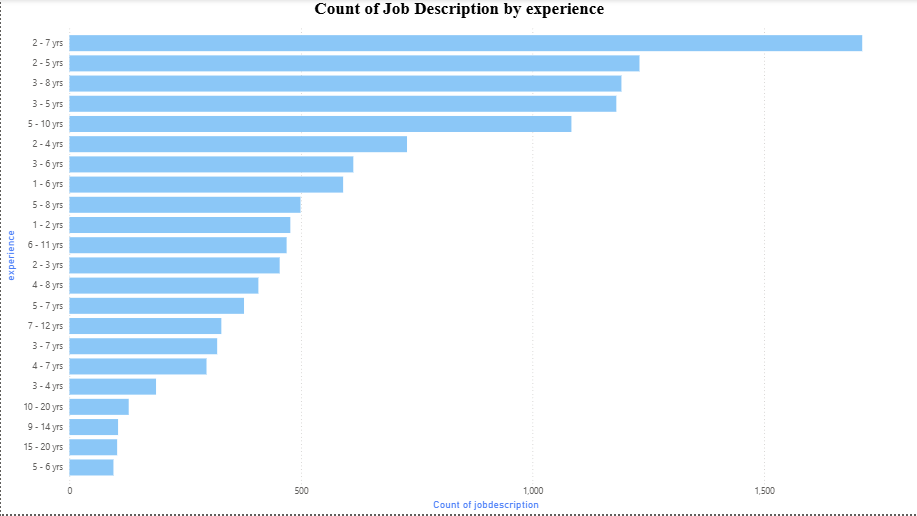 Count of Job Description by experience
2 - 7 yrs
2 - 5 yrs
3 - 8 yrs
3 - 5 yrs
5 - 10 yrs
2 - 4 yrs
3 - 6 yrs
1 - 6 yrs
5 - 8 yrs
1 - 2 yrs
6 - 11 yrs
2 - 3 yrs
4 - 8 yrs
5 - 7 yrs
7 - 12 yrs
3 - 7 yrs
4 - 7 yrs
3 - 4 yrs
10 - 20 yrs
9 - 14 yrs
15 - 20 yrs
5 - 6 yrs
experience
0 500 1,000 1,500
Count of jobdescription